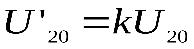 U'₂₀ = kU₂₀